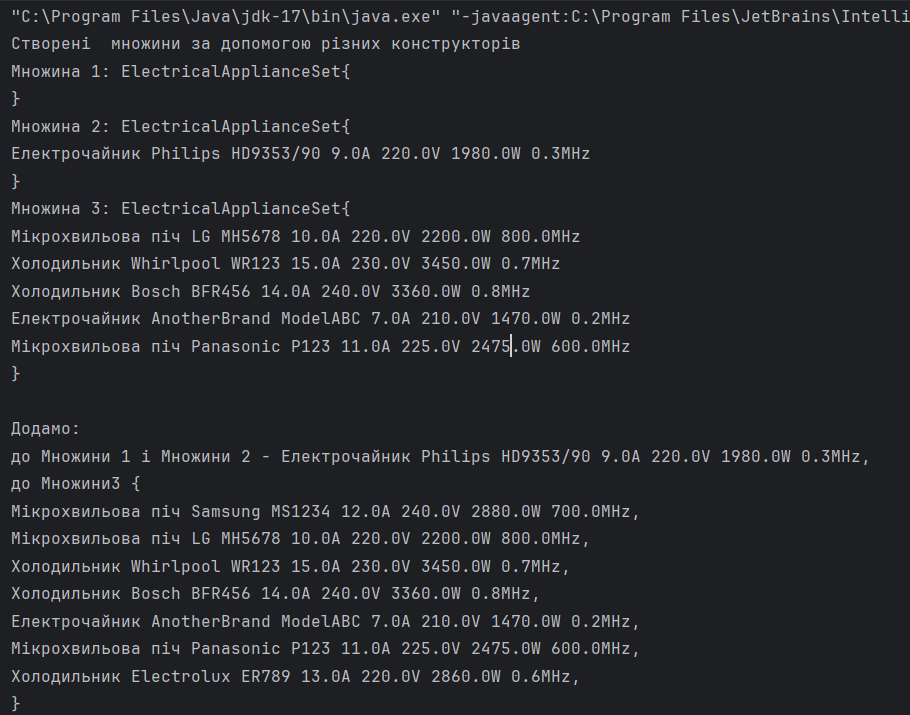 "C:\Program Files\Java\jdk-17\bin\java.exe" "-javaagent:C:\Program Files\JetBrains\Intelli
Створені  множини за допомогою різних конструкторів
Множина 1: ElectricalApplianceSet{
}
Множина 2: ElectricalApplianceSet{
Електрочайник Philips HD9353/90 9.0A 220.0V 1980.0W 0.3MHz
}
Множина 3: ElectricalApplianceSet{
Мікрохвильова піч LG MH5678 10.0A 220.0V 2200.0W 800.0MHz
Холодильник Whirlpool WR123 15.0A 230.0V 3450.0W 0.7MHz
Холодильник Bosch BFR456 14.0A 240.0V 3360.0W 0.8MHz
Електрочайник AnotherBrand ModelABC 7.0A 210.0V 1470.0W 0.2MHz
Мікрохвильова піч Panasonic P123 11.0A 225.0V 2475.0W 600.0MHz
}
Додамо:
до Множини 1 і Множини 2 - Електрочайник Philips HD9353/90 9.0A 220.0V 1980.0W 0.3MHz,
до Множини3 {
Мікрохвильова піч Samsung MS1234 12.0A 240.0V 2880.0W 700.0MHz,
Мікрохвильова піч LG MH5678 10.0A 220.0V 2200.0W 800.0MHz,
Холодильник Whirlpool WR123 15.0A 230.0V 3450.0W 0.7MHz,
Холодильник Bosch BFR456 14.0A 240.0V 3360.0W 0.8MHz,
Електрочайник AnotherBrand ModelABC 7.0A 210.0V 1470.0W 0.2MHz,
Мікрохвильова піч Panasonic P123 11.0A 225.0V 2475.0W 600.0MHz,
Холодильник Electrolux ER789 13.0A 220.0V 2860.0W 0.6MHz,
}